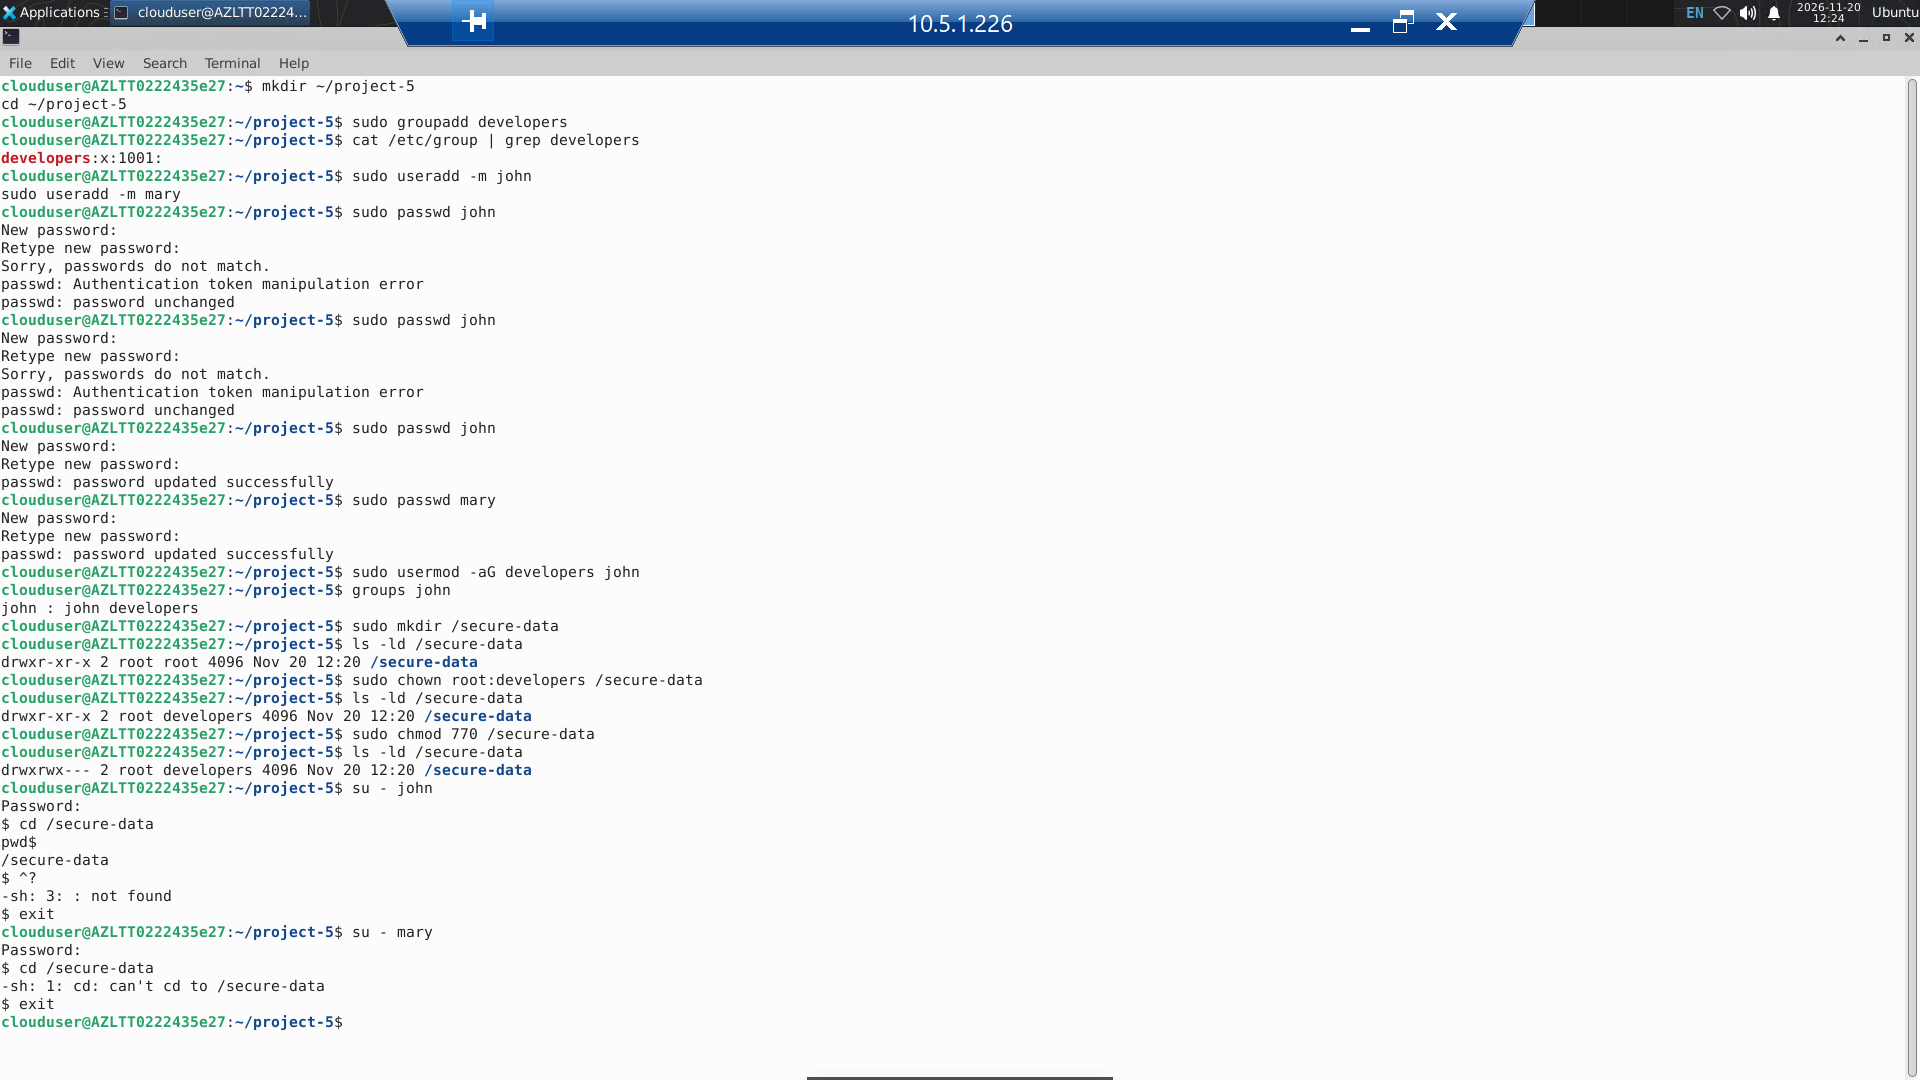 Applications
clouduser@AZLTT02224...
10.5.1.226
EN
2026-11-20
12:24
Ubuntu
File Edit View Search Terminal Help
clouduser@AZLTT0222435e27:~$ mkdir ~/project-5
cd ~/project-5
clouduser@AZLTT0222435e27:~/project-5$ sudo groupadd developers
clouduser@AZLTT0222435e27:~/project-5$ cat /etc/group | grep developers
developers:x:1001:
clouduser@AZLTT0222435e27:~/project-5$ sudo useradd -m john
sudo useradd -m mary
clouduser@AZLTT0222435e27:~/project-5$ sudo passwd john
New password:
Retype new password:
Sorry, passwords do not match.
passwd: Authentication token manipulation error
passwd: password unchanged
clouduser@AZLTT0222435e27:~/project-5$ sudo passwd john
New password:
Retype new password:
Sorry, passwords do not match.
passwd: Authentication token manipulation error
passwd: password unchanged
clouduser@AZLTT0222435e27:~/project-5$ sudo passwd john
New password:
Retype new password:
passwd: password updated successfully
clouduser@AZLTT0222435e27:~/project-5$ sudo passwd mary
New password:
Retype new password:
passwd: password updated successfully
clouduser@AZLTT0222435e27:~/project-5$ sudo usermod -aG developers john
clouduser@AZLTT0222435e27:~/project-5$ groups john
john : john developers
clouduser@AZLTT0222435e27:~/project-5$ sudo mkdir /secure-data
clouduser@AZLTT0222435e27:~/project-5$ ls -ld /secure-data
drwxr-xr-x 2 root root 4096 Nov 20 12:20 /secure-data
clouduser@AZLTT0222435e27:~/project-5$ sudo chown root:developers /secure-data
clouduser@AZLTT0222435e27:~/project-5$ ls -ld /secure-data
drwxr-xr-x 2 root developers 4096 Nov 20 12:20 /secure-data
clouduser@AZLTT0222435e27:~/project-5$ sudo chmod 770 /secure-data
clouduser@AZLTT0222435e27:~/project-5$ ls -ld /secure-data
drwxrwx--- 2 root developers 4096 Nov 20 12:20 /secure-data
clouduser@AZLTT0222435e27:~/project-5$ su - john
Password:
$ cd /secure-data
pwd$
/secure-data
$ ^?
-sh: 3: : not found
$ exit
clouduser@AZLTT0222435e27:~/project-5$ su - mary
Password:
$ cd /secure-data
-sh: 1: cd: can't cd to /secure-data
$ exit
clouduser@AZLTT0222435e27:~/project-5$